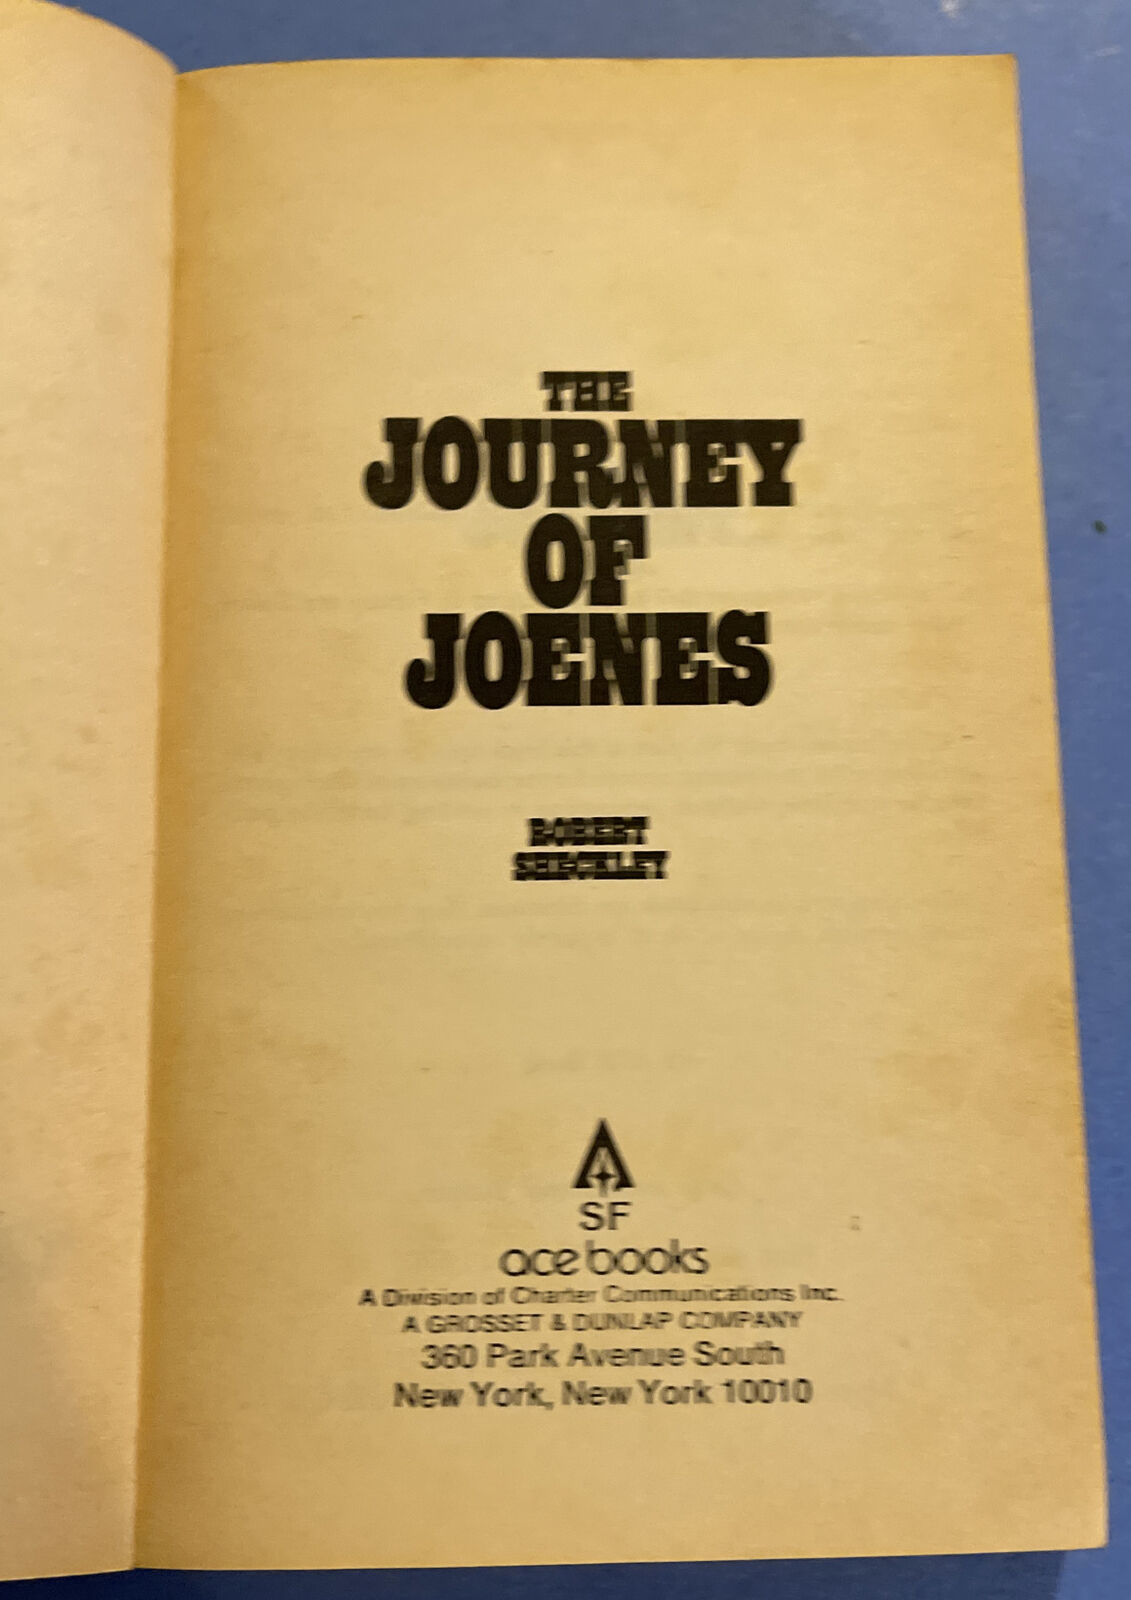 THE
JOURNEY
OF
JOENES
ROBERT
SHECKLEY
SF
ace books
A Division of Charter Communications Inc.
A GROSSET & DUNLAP COMPANY
360 Park Avenue South
New York, New York 10010